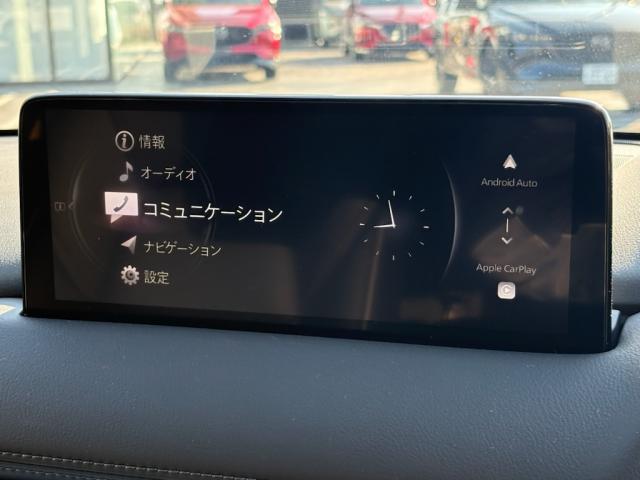 情報
オーディオ
コミュニケーション
ナビゲーション
設定
Android Auto
Apple CarPlay